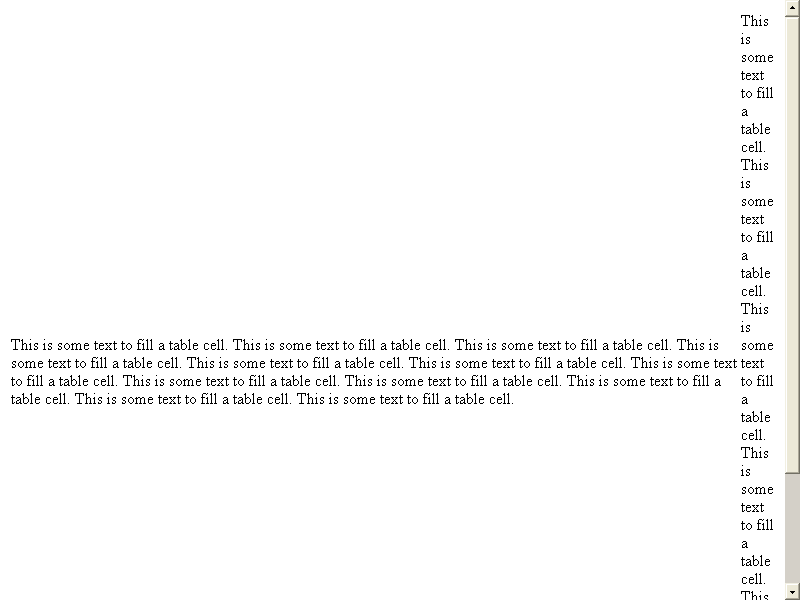 This is some text to fill a table cell. This is some text to fill a table cell. This is some text to fill a table cell. This is
some text to fill a table cell. This is some text to fill a table cell. This is some text to fill a table cell. This is some text
to fill a table cell. This is some text to fill a table cell. This is some text to fill a table cell. This is some text to fill a
table cell. This is some text to fill a table cell. This is some text to fill a table cell.
This
is
some
text
to fill
a
table
cell.
This
is
some
text
to fill
a
table
cell.
This
is
some
text
to fill
a
table
cell.
This
is
some
text
to fill
a
table
cell.
This